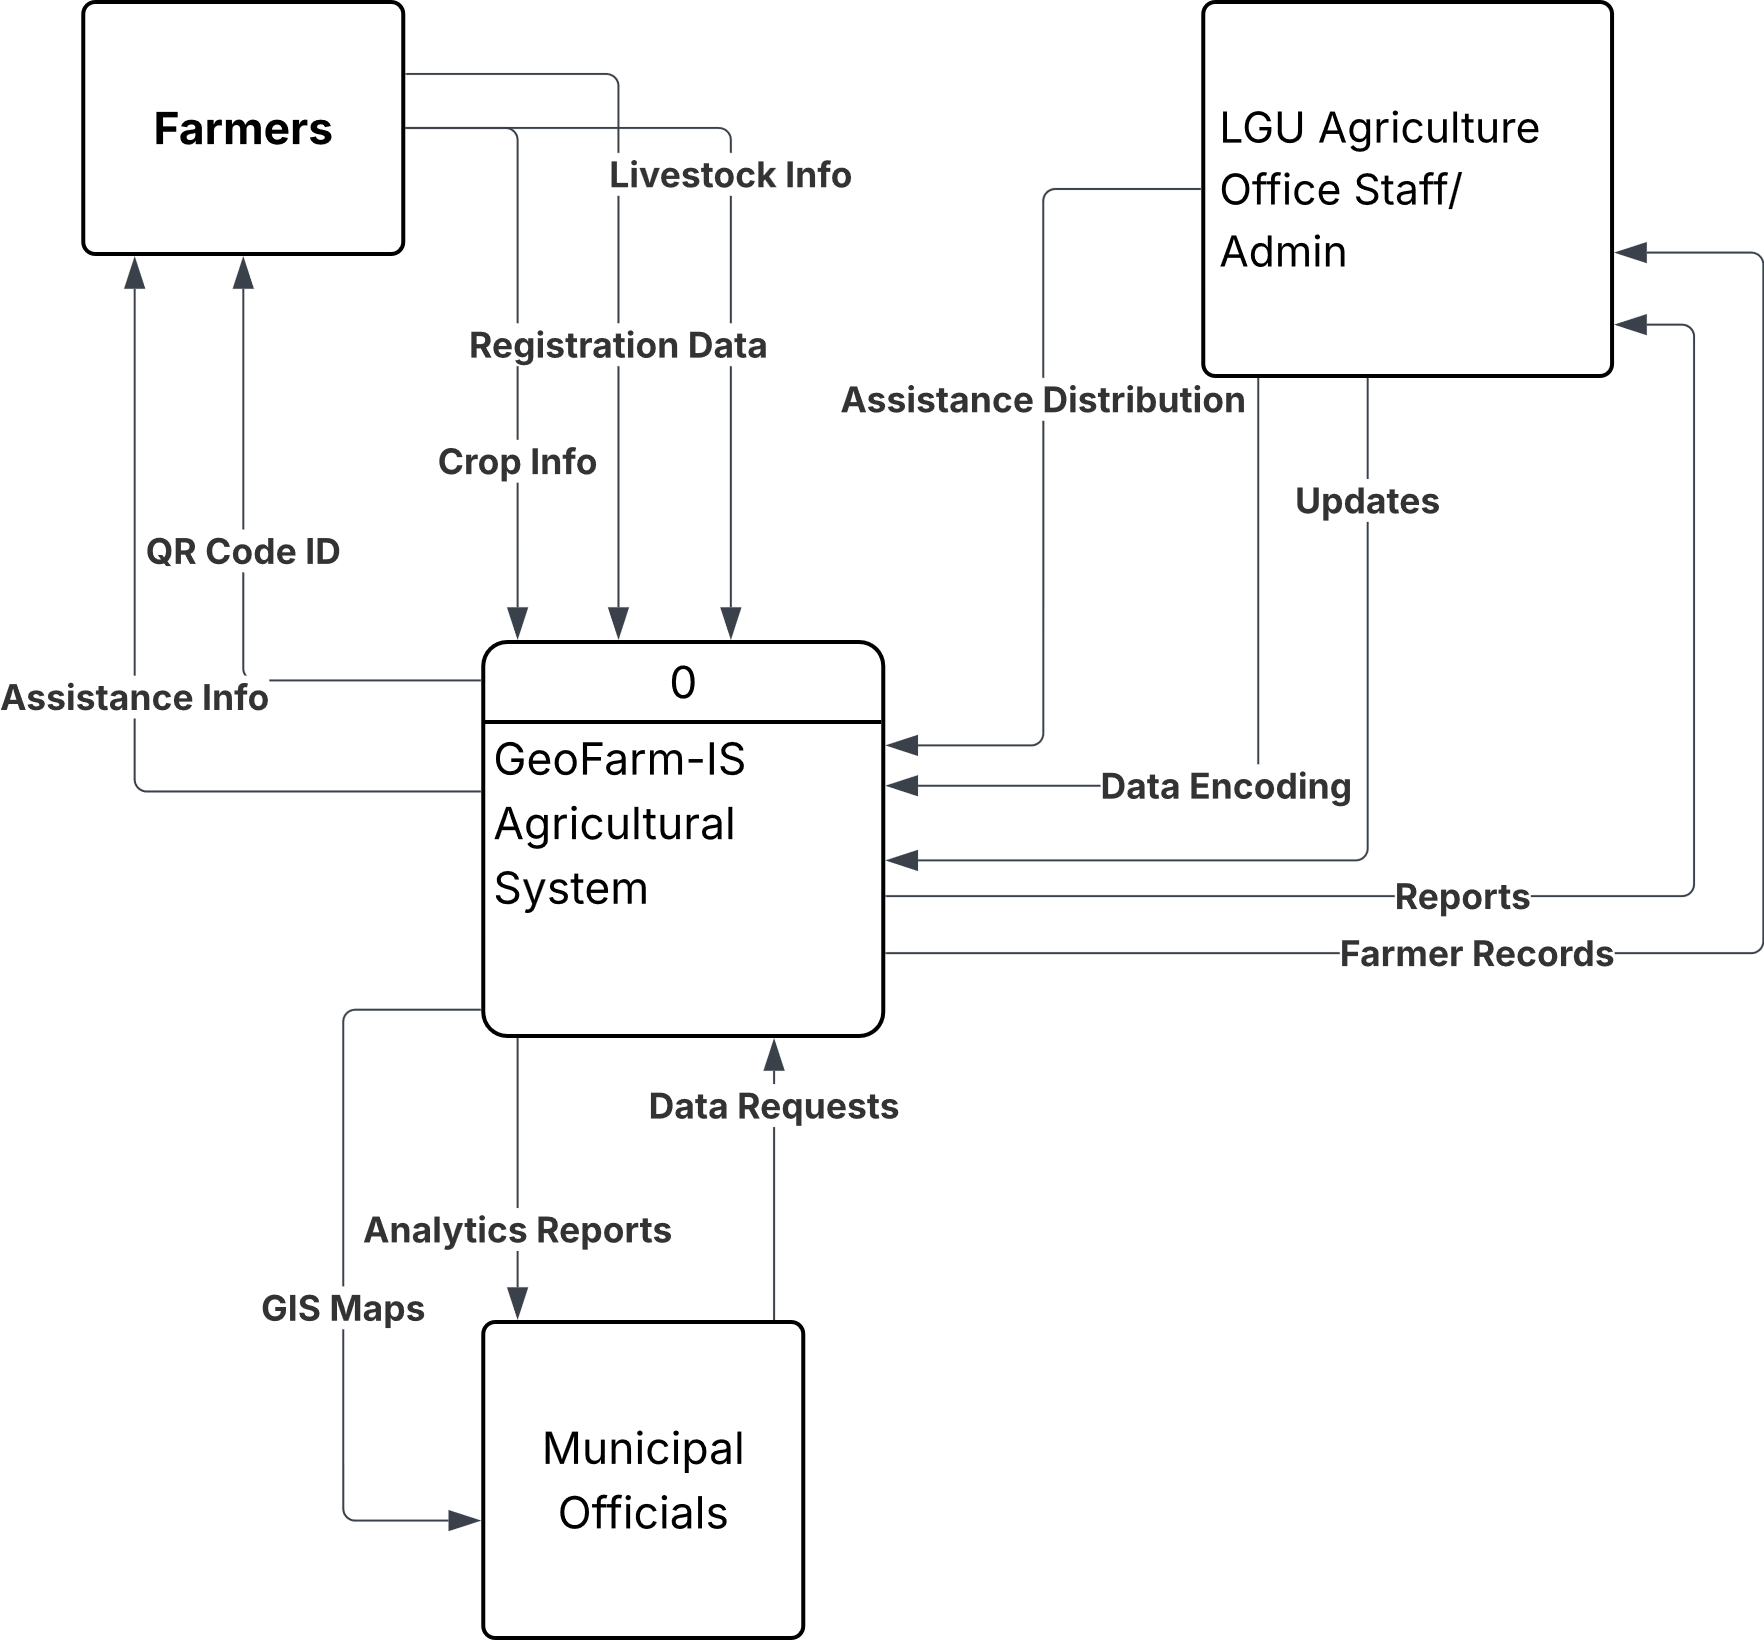 Farmers
LGU Agriculture
Office Staff/
Admin
Livestock Info
Registration Data
Assistance Distribution
Crop Info
Updates
QR Code ID
Assistance Info
0
GeoFarm-IS
Agricultural
System
Data Encoding
Reports
Farmer Records
Data Requests
Analytics Reports
GIS Maps
Municipal
Officials